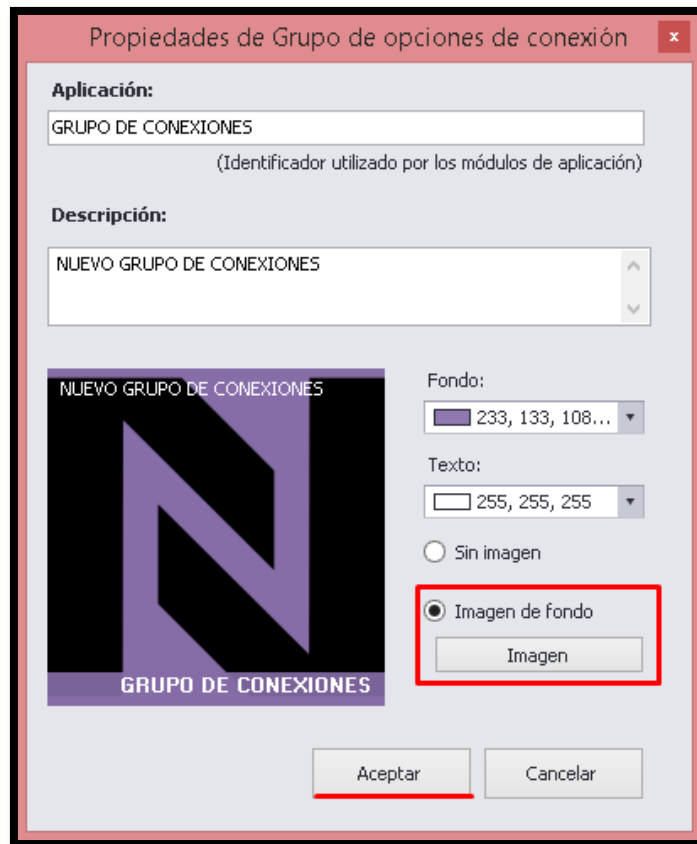 Propiedades de Grupo de opciones de conexión
x
Aplicación:
GRUPO DE CONEXIONES
(Identificador utilizado por los módulos de aplicación)
Descripción:
NUEVO GRUPO DE CONEXIONES
NUEVO GRUPO DE CONEXIONES
GRUPO DE CONEXIONES
Fondo:
233, 133, 108...
Texto:
255, 255, 255
Sin imagen
Imagen de fondo
Imagen
Aceptar
Cancelar